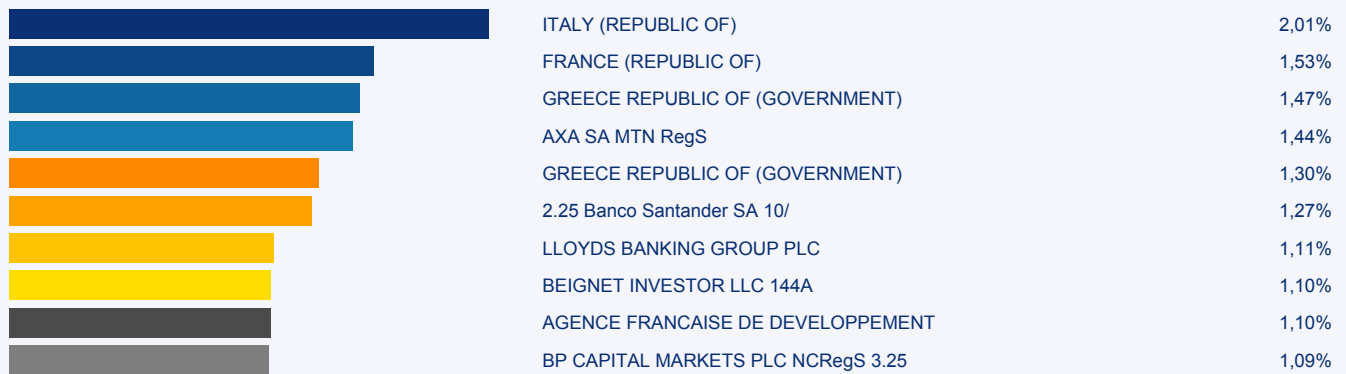 ITALY (REPUBLIC OF) 2,01%
FRANCE (REPUBLIC OF) 1,53%
GREECE REPUBLIC OF (GOVERNMENT) 1,47%
AXA SA MTN RegS 1,44%
GREECE REPUBLIC OF (GOVERNMENT) 1,30%
2.25 Banco Santander SA 10/ 1,27%
LLOYDS BANKING GROUP PLC 1,11%
BEIGNET INVESTOR LLC 144A 1,10%
AGENCE FRANCAISE DE DEVELOPPEMENT 1,10%
BP CAPITAL MARKETS PLC NCRegS 3.25 1,09%